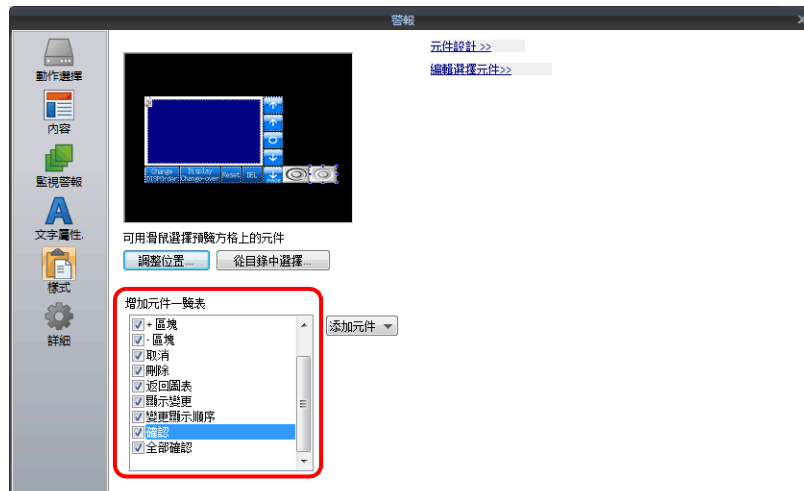 警報
動作選擇
內容
監視警報
文字屬性.
樣式
詳細
元件設計 >>
編輯選擇元件>>
Change
DISPOrder
Display
Change-over
Reset
DEL
PAGE
可用滑鼠選擇預覽方格上的元件
調整位置...
從目錄中選擇...
增加元件一覽表
+ 區塊
- 區塊
取消
刪除
返回圖表
顯示變更
變更顯示順序
確認
全部確認
添加元件